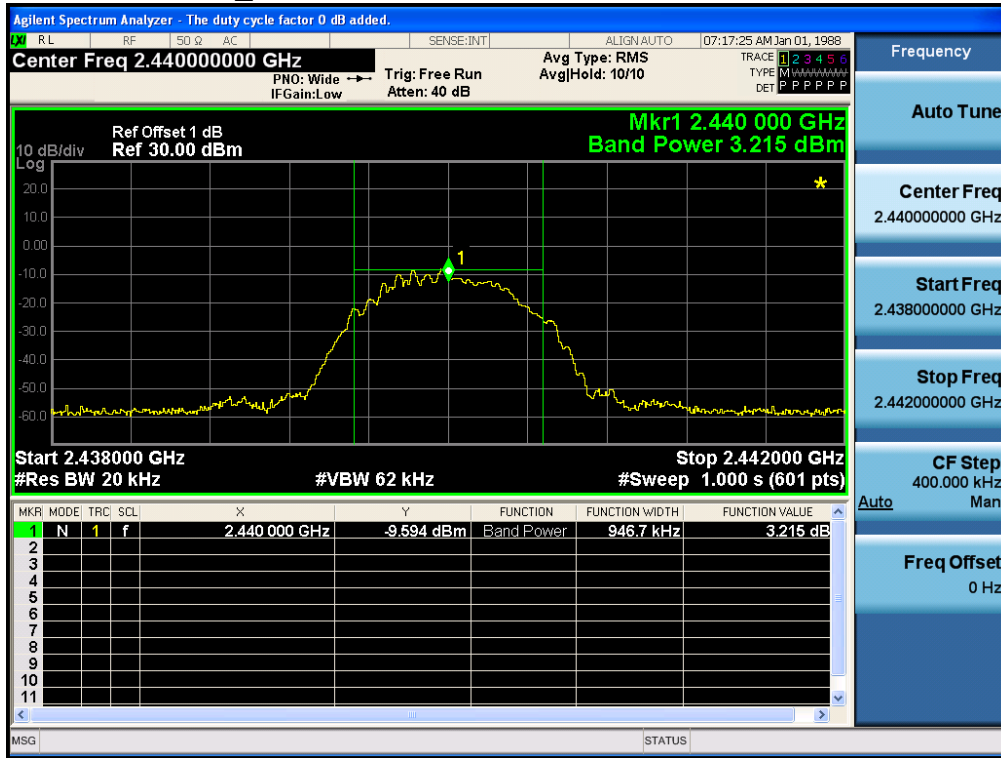 Agilent Spectrum Analyzer - The duty cycle factor 0 dB added.
LXI RL RF 50 Ω AC SENSE:INT ALIGN AUTO 07:17:25 AM Jan 01, 1988
Center Freq 2.440000000 GHz
PNO: Wide
IFGain:Low
Trig: Free Run
Atten: 40 dB
Avg Type: RMS
Avg|Hold: 10/10
TRACE 1 2 3 4 5 6
TYPE M
DET P P P P P P
Mkr1 2.440 000 GHz
Band Power 3.215 dBm
Ref Offset 1 dB
10 dB/div Ref 30.00 dBm
Log
20.0
10.0
0.00
-10.0
-20.0
-30.0
-40.0
-50.0
-60.0
1
*
Start 2.438000 GHz Stop 2.442000 GHz
#Res BW 20 kHz #VBW 62 kHz #Sweep 1.000 s (601 pts)
MKR MODE TRC SCL X Y FUNCTION FUNCTION WIDTH FUNCTION VALUE
1 N 1 f 2.440 000 GHz -9.594 dBm Band Power 946.7 kHz 3.215 dB
2
3
4
5
6
7
8
9
10
11
MSG STATUS
Frequency
Auto Tune
Center Freq
2.440000000 GHz
Start Freq
2.438000000 GHz
Stop Freq
2.442000000 GHz
CF Step
400.000 kHz
Auto Man
Freq Offset
0 Hz